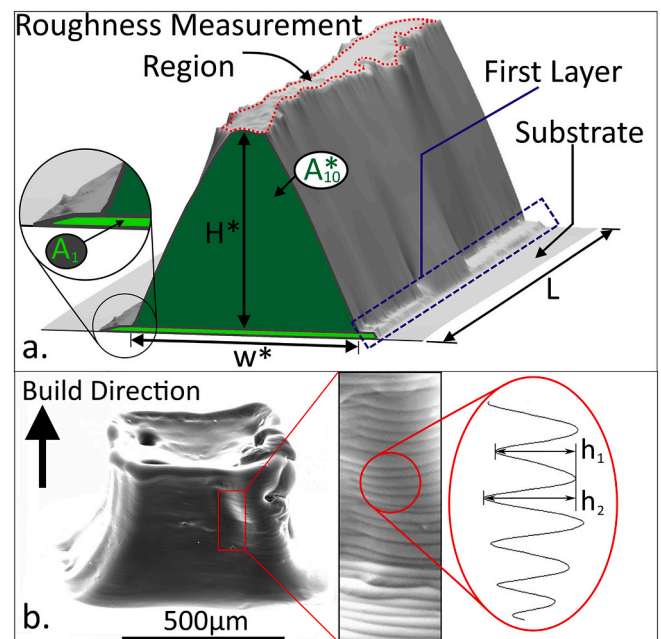 Roughness Measurement
Region
First Layer
Substrate
A*10
H*
A1
L
w*
a.
Build Direction
h1
h2
b.
500μm